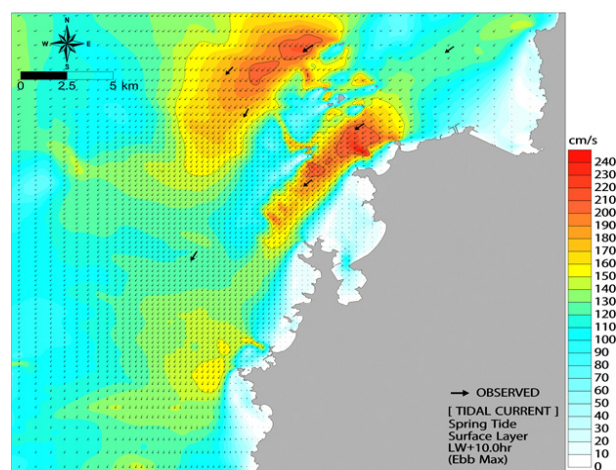 N
W E
S
0 2.5 5 km
cm/s
240
230
220
210
200
190
180
170
160
150
140
130
120
110
100
90
80
70
60
50
40
30
20
10
0
OBSERVED
[ TIDAL CURRENT ]
Spring Tide
Surface Layer
LW+10.0hr
(Ebb Max)